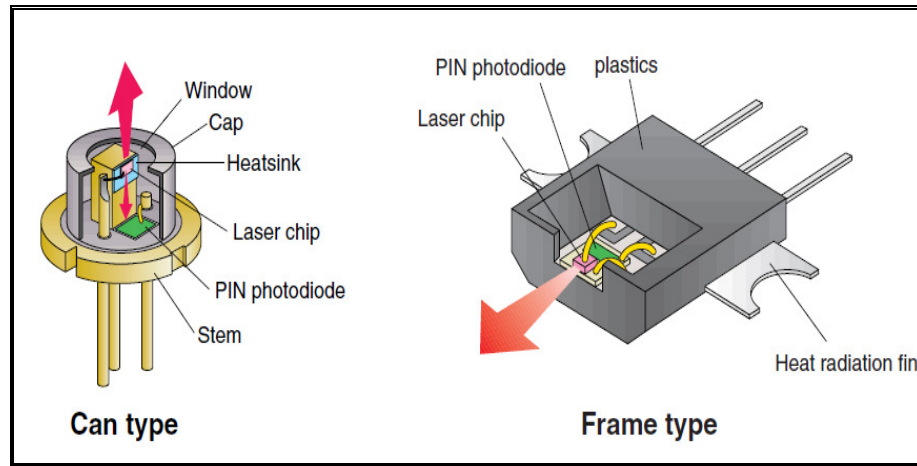 Window
Cap
Heatsink
Laser chip
PIN photodiode
Stem
Can type
PIN photodiode
plastics
Laser chip
Heat radiation fin
Frame type